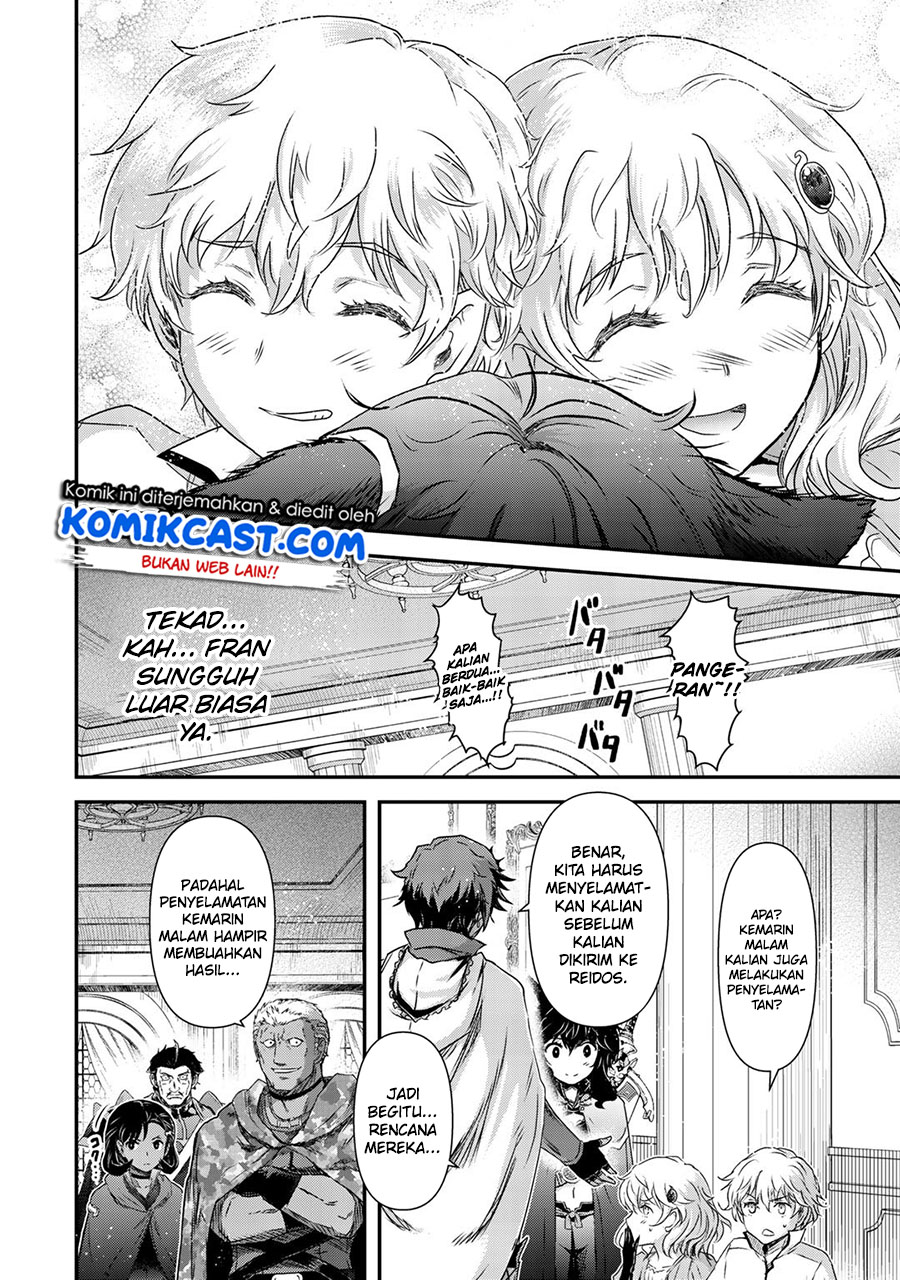 Komik ini diterjemahkan & diedit oleh
KOMIKCAST.COM
BUKAN WEB LAIN!!
PANGE-
RAN~!!
バタ
バタ
バタ
APA
KALIAN
BERDUA...
BAIK-BAIK
SAJA...!!
TEKAD...
KAH... FRAN
SUNGGUH
LUAR BIASA
YA.
APA?
KEMARIN
MALAM
KALIAN JUGA
MELAKUKAN
PENYELAMA-
TAN?
BENAR,
KITA HARUS
MENYELAMAT-
KAN KALIAN
SEBELUM
KALIAN
DIKIRIM KE
REIDOS.
JADI
BEGITU...
RENCANA
MEREKA...
PADAHAL
PENYELAMATAN
KEMARIN
MALAM HAMPIR
MEMBUAHKAN
HASIL...